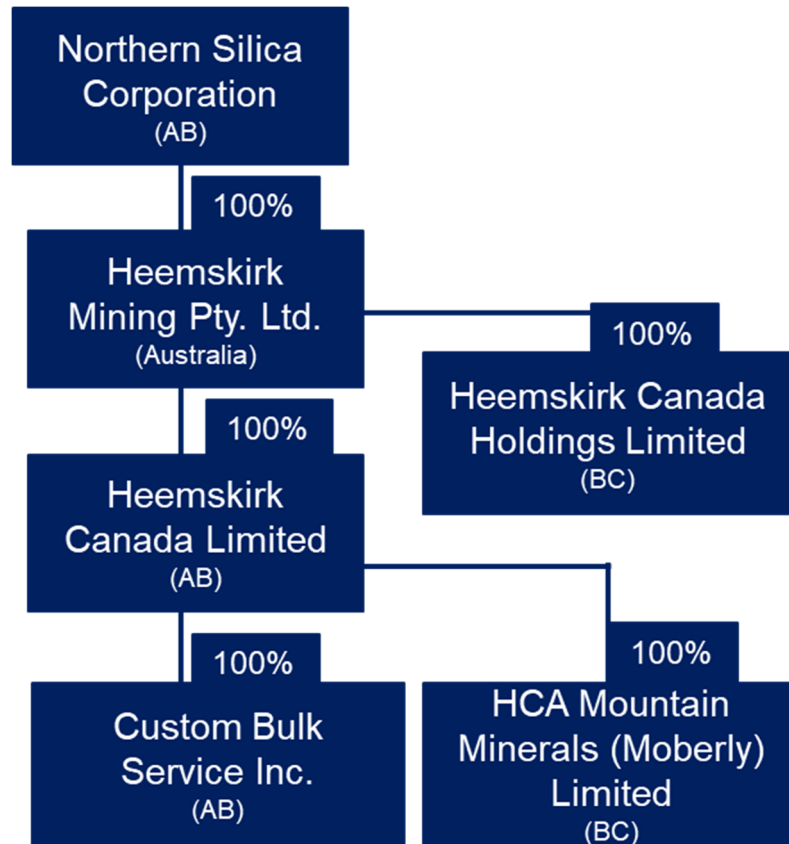 Northern Silica
Corporation
(AB)
100%
Heemskirk
Mining Pty. Ltd.
(Australia)
100%
Heemskirk Canada
Holdings Limited
(BC)
100%
Heemskirk
Canada Limited
(AB)
100%
Custom Bulk
Service Inc.
(AB)
100%
HCA Mountain
Minerals (Moberly)
Limited
(BC)